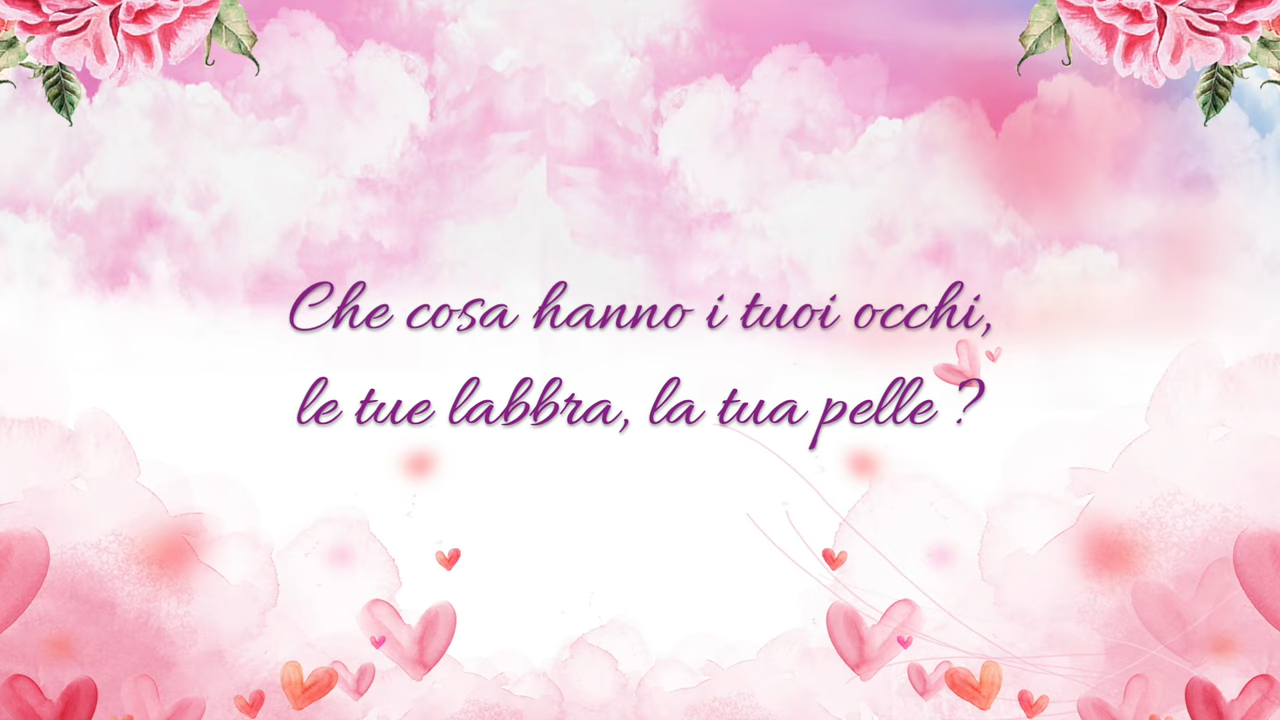 Che cosa hanno i tuoi occhi,
le tue labbra, la tua pelle ?